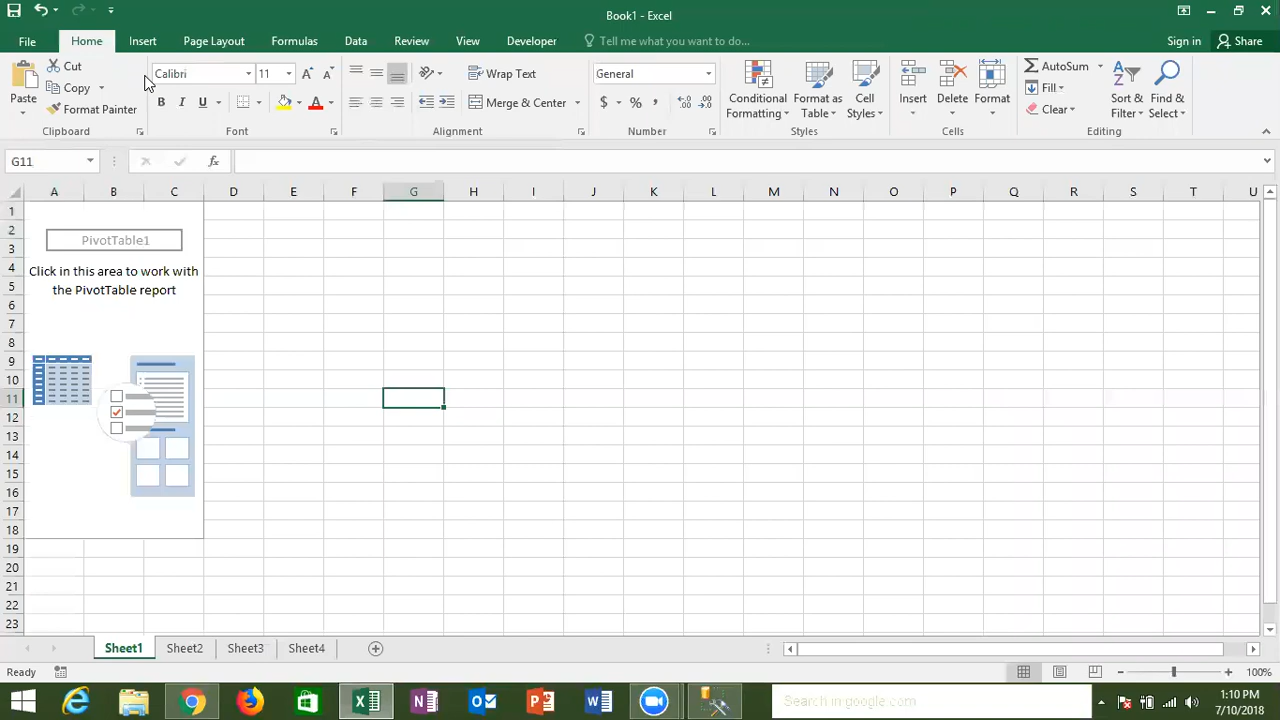 Book1 - Excel
File Home Insert Page Layout Formulas Data Review View Developer Tell me what you want to do... Sign in Share
Cut
Copy
Format Painter
Paste
Clipboard
Calibri 11
B I U
Font
Wrap Text
Merge & Center
Alignment
General
$ % ,
Number
Conditional Formatting
Format as Table
Cell Styles
Styles
Insert Delete Format
Cells
AutoSum
Fill
Clear
Sort & Filter
Find & Select
Editing
G11
fx
A B C D E F G H I J K L M N O P Q R S T U
1
2
3
4
5
6
7
8
9
10
11
12
13
14
15
16
17
18
19
20
21
22
23
PivotTable1
Click in this area to work with
the PivotTable report
Sheet1 Sheet2 Sheet3 Sheet4
Ready
100%
Search in google.com
1:10 PM
7/10/2018